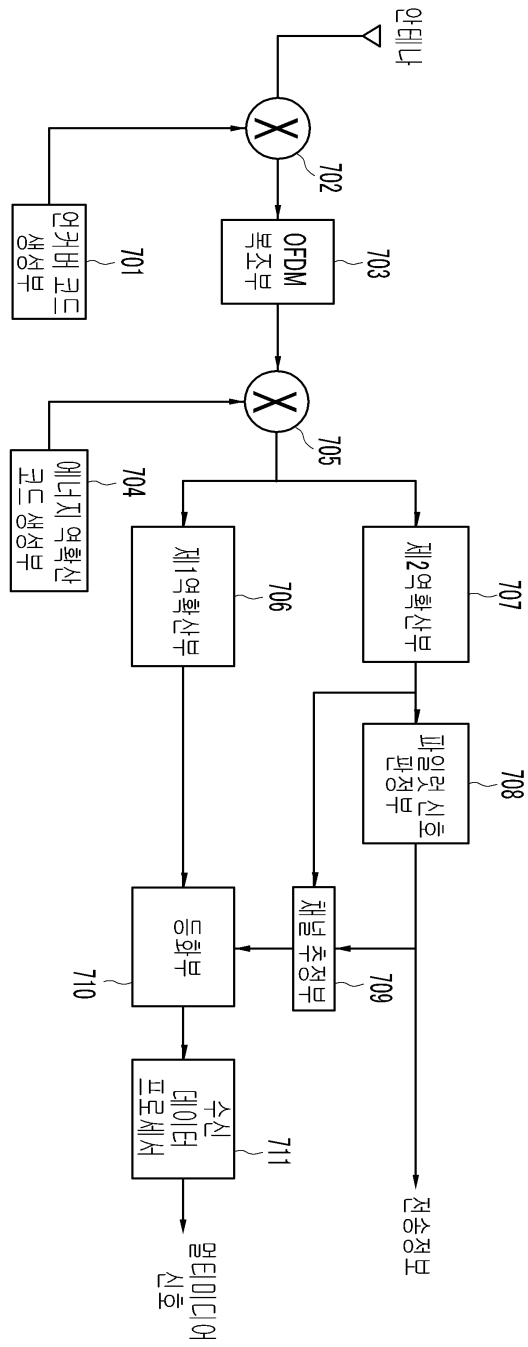 안테나
702
언커버 코드
생성부
701
OFDM
복조부
703
705
에너지 역확산
코드 생성부
704
제2역확산부
707
제1역확산부
706
파일럿 신호
판정부
708
채널 추정부
709
등화부
710
수신
데이터
프로세서
711
전송정보
멀티미디어
신호